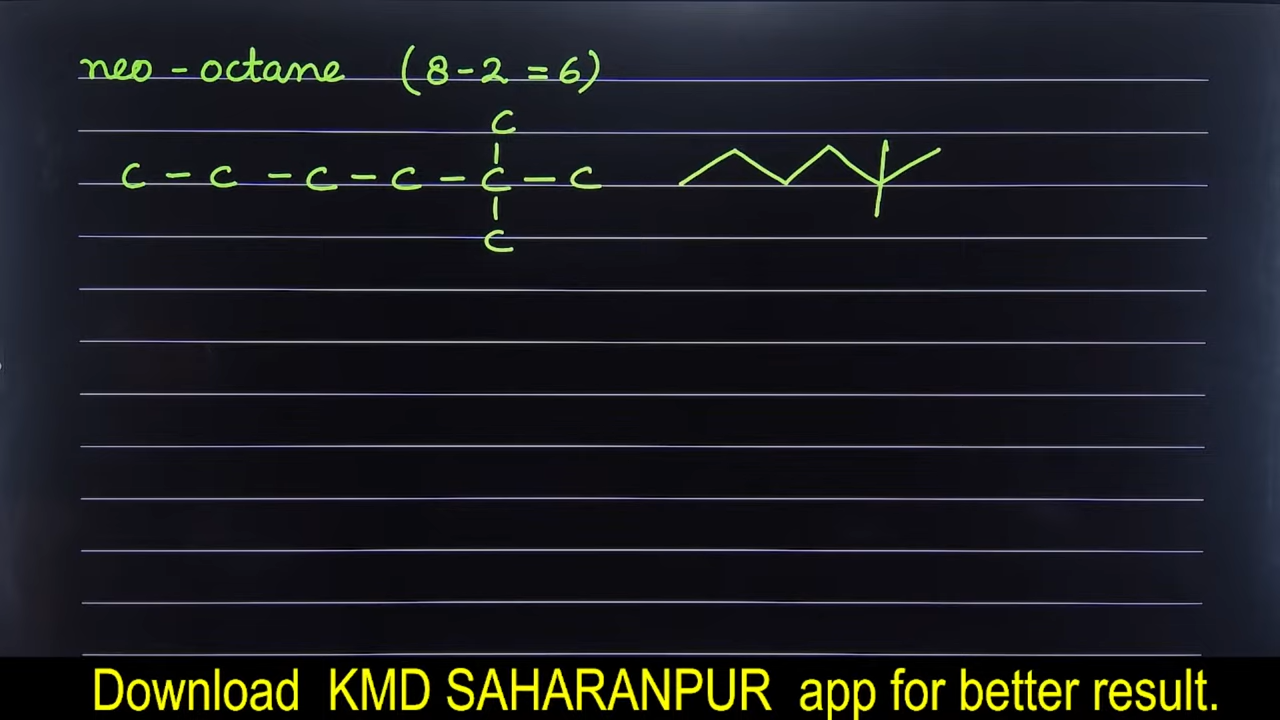 neo - octane (8 - 2 = 6)
C
C - C - C - C - C - C
C
Download KMD SAHARANPUR app for better result.